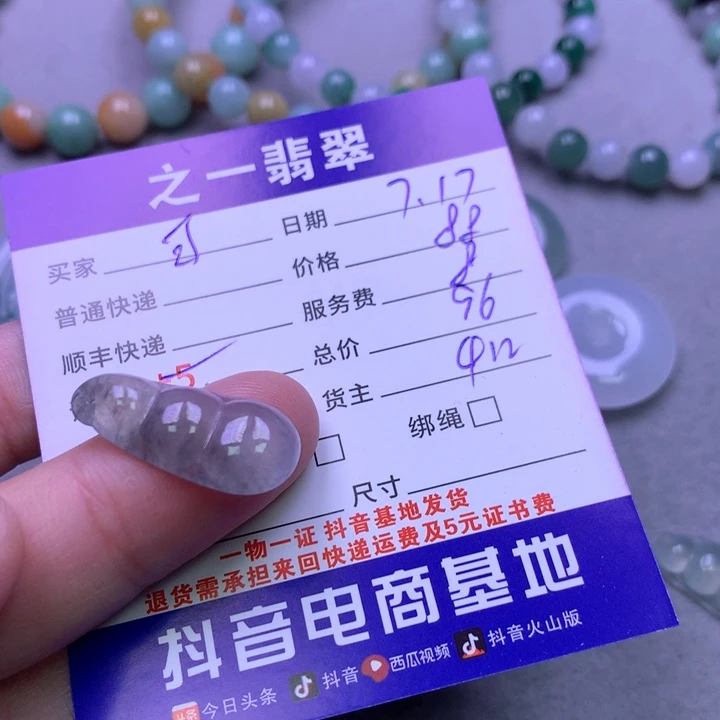 之一翡翠
买家 日期 7.17
普通快递 价格 88
顺丰快递 服务费 8
15 总价 96
货主
绑绳
尺寸
一物一证 抖音基地发货
退货需承担来回快递运费及5元证书费
抖音电商基地
头条 今日头条 抖音 西瓜视频 抖音火山版